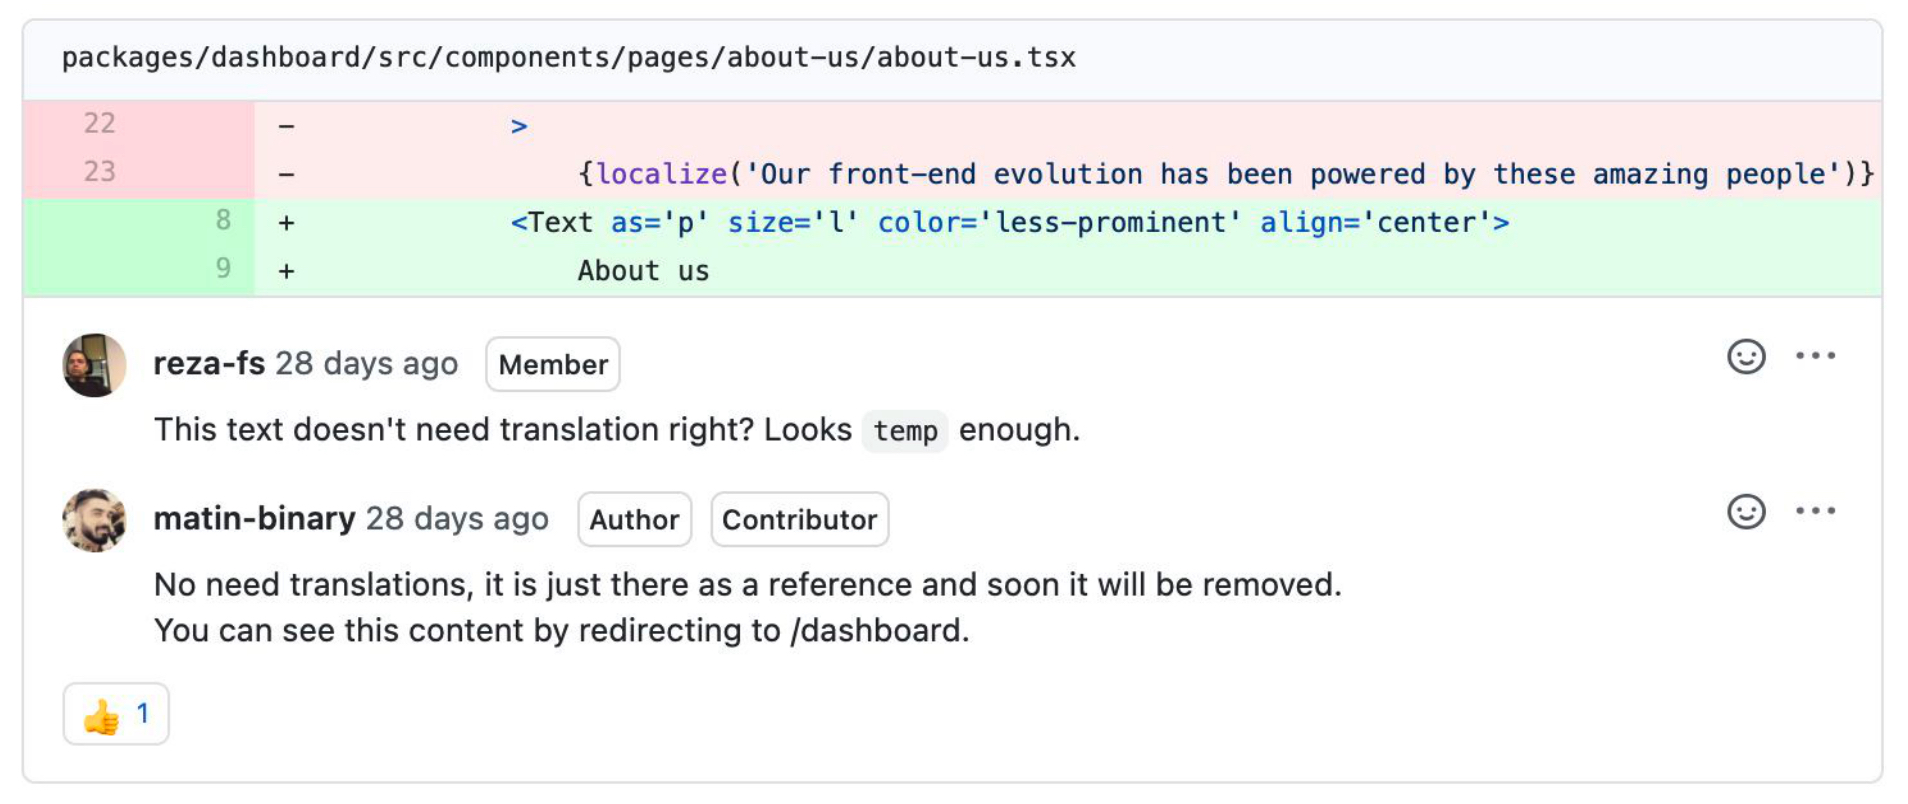 packages/dashboard/src/components/pages/about-us/about-us.tsx
22 - >
23 - {localize('Our front-end evolution has been powered by these amazing people')}
8 + <Text as='p' size='l' color='less-prominent' align='center'>
9 + About us
reza-fs 28 days ago Member
This text doesn't need translation right? Looks temp enough.
matin-binary 28 days ago Author Contributor
No need translations, it is just there as a reference and soon it will be removed.
You can see this content by redirecting to /dashboard.
👍 1